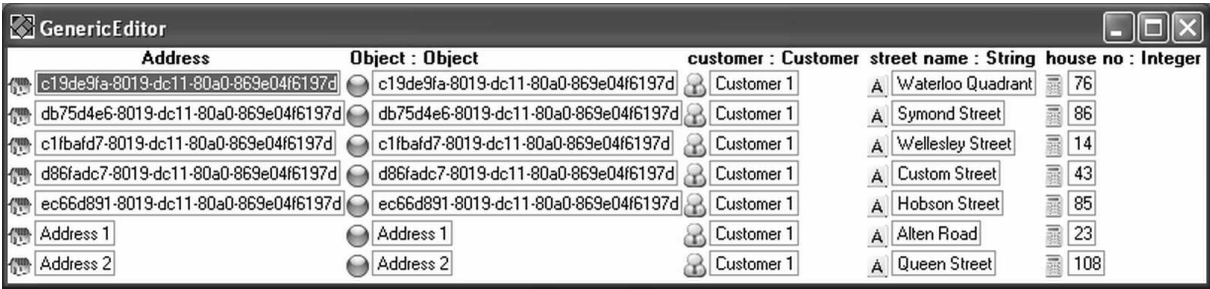 GenericEditor
Address Object : Object customer : Customer street name : String house no : Integer
c19de9fa-8019-dc11-80a0-869e04f6197d c19de9fa-8019-dc11-80a0-869e04f6197d Customer 1 A Waterloo Quadrant 76
db75d4e6-8019-dc11-80a0-869e04f6197d db75d4e6-8019-dc11-80a0-869e04f6197d Customer 1 A Symond Street 86
c1fbafd7-8019-dc11-80a0-869e04f6197d c1fbafd7-8019-dc11-80a0-869e04f6197d Customer 1 A Wellesley Street 14
d86fadc7-8019-dc11-80a0-869e04f6197d d86fadc7-8019-dc11-80a0-869e04f6197d Customer 1 A Custom Street 43
ec66d891-8019-dc11-80a0-869e04f6197d ec66d891-8019-dc11-80a0-869e04f6197d Customer 1 A Hobson Street 85
Address 1 Address 1 Customer 1 A Alten Road 23
Address 2 Address 2 Customer 1 A Queen Street 108